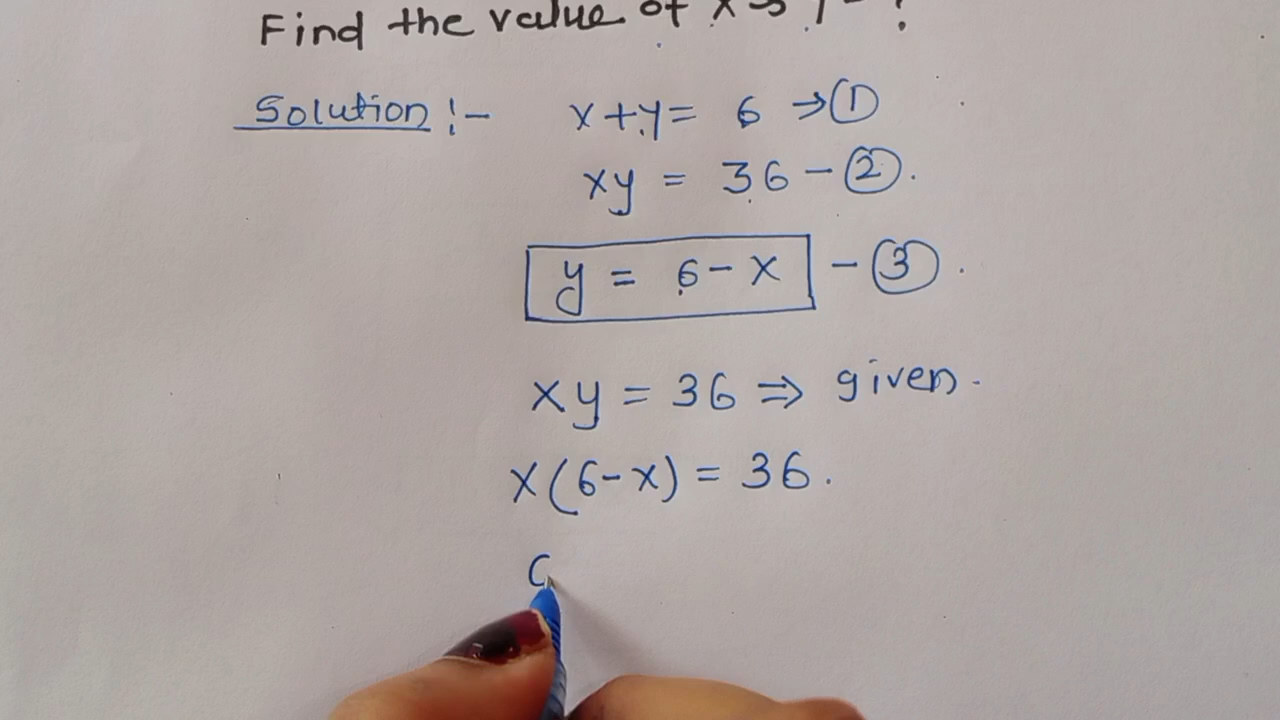 Find the value of x ?
Solution :- x + y = 6 → ①
xy = 36 - ②.
y = 6 - x - ③.
xy = 36 ⇒ given.
x(6-x) = 36.